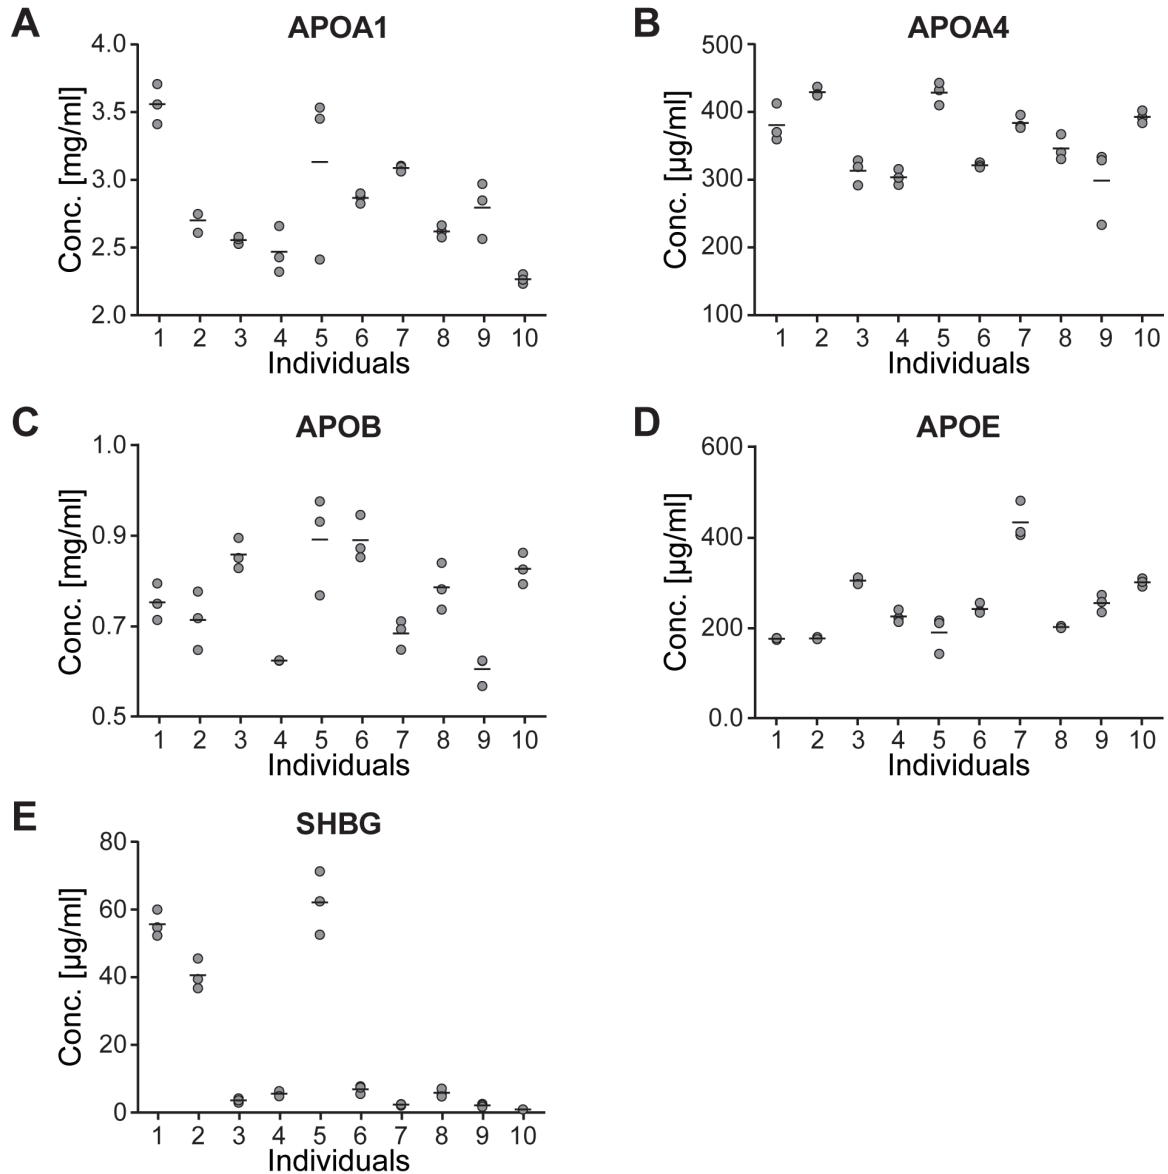 A
APOA1
Conc. [mg/ml]
4.0
3.5
3.0
2.5
2.0
1 2 3 4 5 6 7 8 9 10
Individuals
B
APOA4
Conc. [µg/ml]
500
400
300
200
100
1 2 3 4 5 6 7 8 9 10
Individuals
C
APOB
Conc. [mg/ml]
1.0
0.9
0.7
0.5
1 2 3 4 5 6 7 8 9 10
Individuals
D
APOE
Conc. [µg/ml]
600
400
200
0.0
1 2 3 4 5 6 7 8 9 10
Individuals
E
SHBG
Conc. [µg/ml]
80
60
40
20
0
1 2 3 4 5 6 7 8 9 10
Individuals